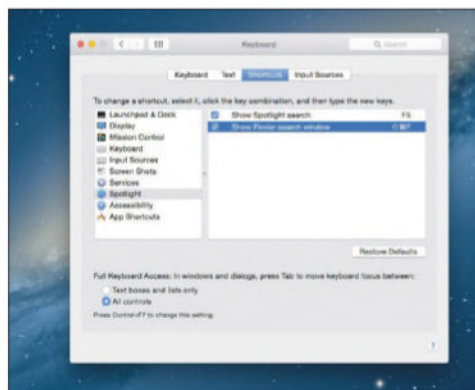 Keyboard
Search
Keyboard Text Shortcuts Input Sources
To change a shortcut, select it, click the key combination, and then type the new keys.
Launchpad & Dock
Display
Mission Control
Keyboard
Input Sources
Screen Shots
Services
Spotlight
Accessibility
App Shortcuts
Show Spotlight search
Show Finder search window
Restore Defaults
Full Keyboard Access: In windows and dialogs, press Tab to move keyboard focus between:
Text boxes and lists only
All controls
Press Control+F7 to change this setting.
?